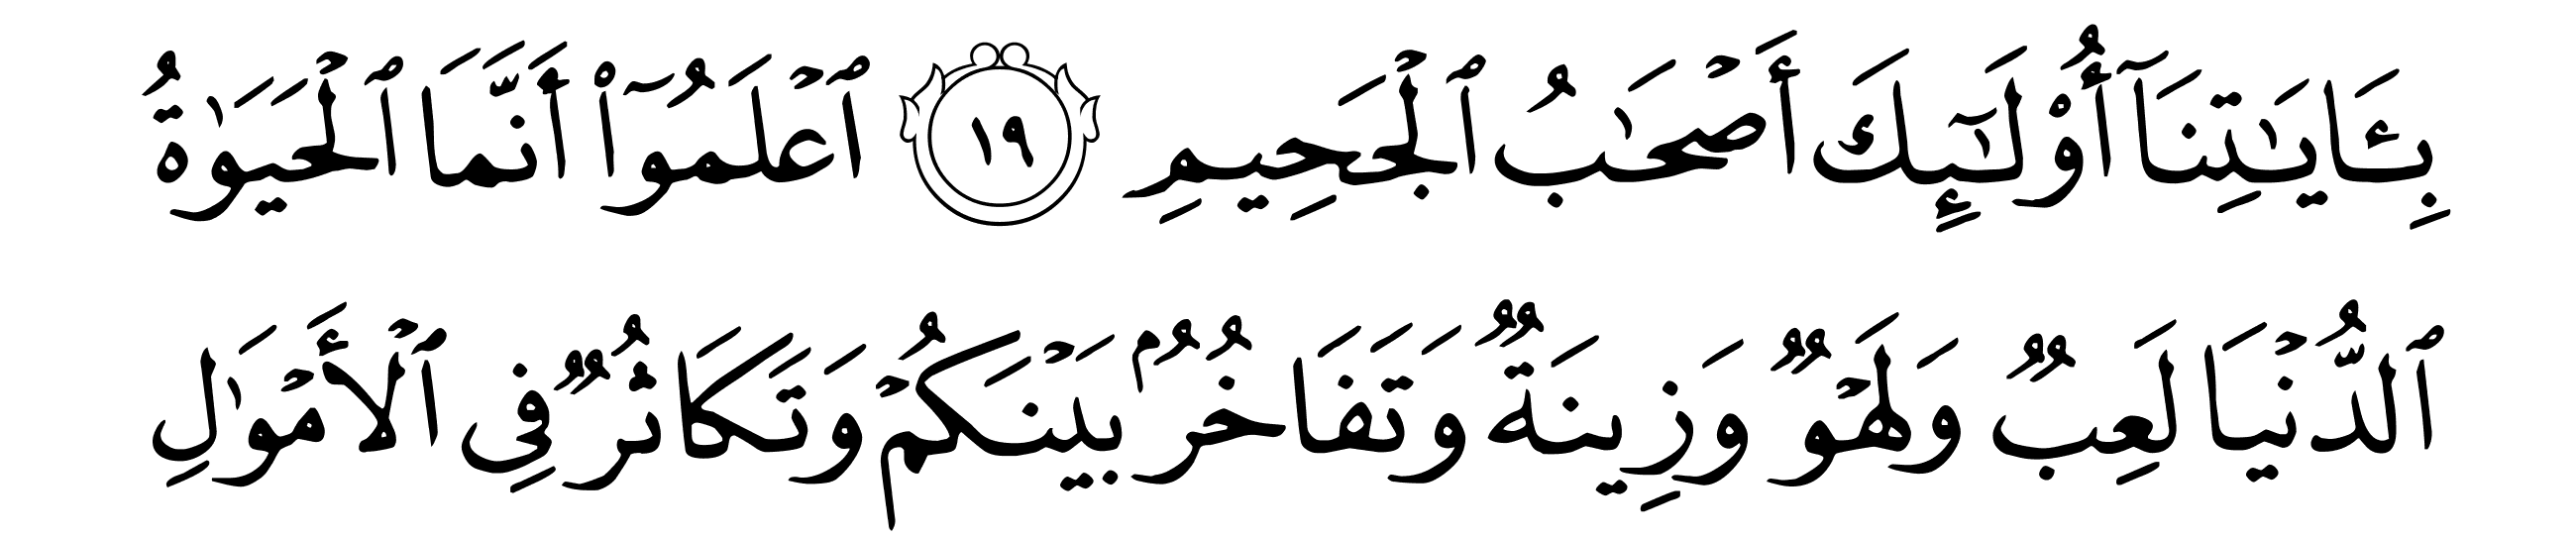 بِـَٔايَـٰتِنَآ أُو۟لَـٰٓئِكَ أَصْحَـٰبُ ٱلْجَحِيمِ ١٩ ٱعْلَمُوٓا۟ أَنَّمَا ٱلْحَيَوٰةُ
ٱلدُّنْيَا لَعِبٌ وَلَهْوٌ وَزِينَةٌ وَتَفَاخُرٌۢ بَيْنَكُمْ وَتَكَاثُرٌ فِى ٱلْأَمْوَٰلِ